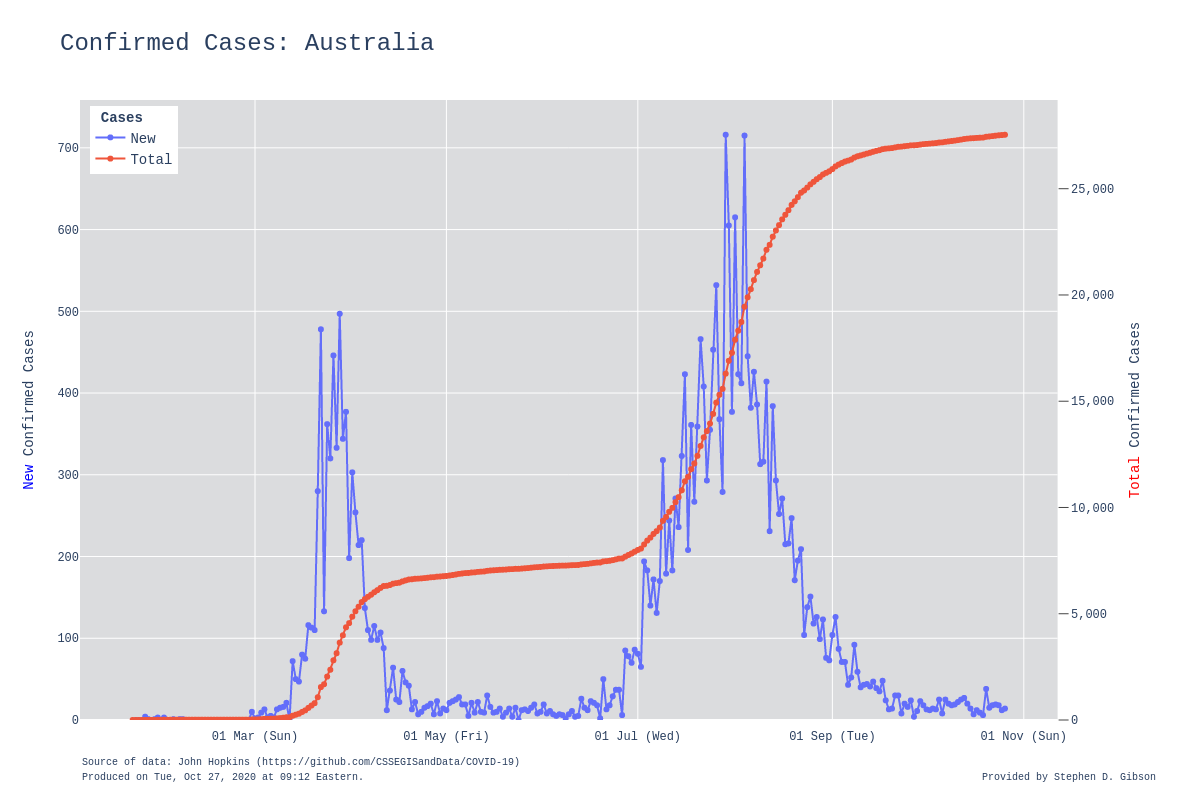 Confirmed Cases: Australia
Cases
New
Total
700
600
500
400
300
200
100
0
25,000
20,000
15,000
10,000
5,000
0
New Confirmed Cases
Total Confirmed Cases
01 Mar (Sun)
01 May (Fri)
01 Jul (Wed)
01 Sep (Tue)
01 Nov (Sun)
Source of data: John Hopkins (https://github.com/CSSEGISandData/COVID-19)
Produced on Tue, Oct 27, 2020 at 09:12 Eastern.
Provided by Stephen D. Gibson